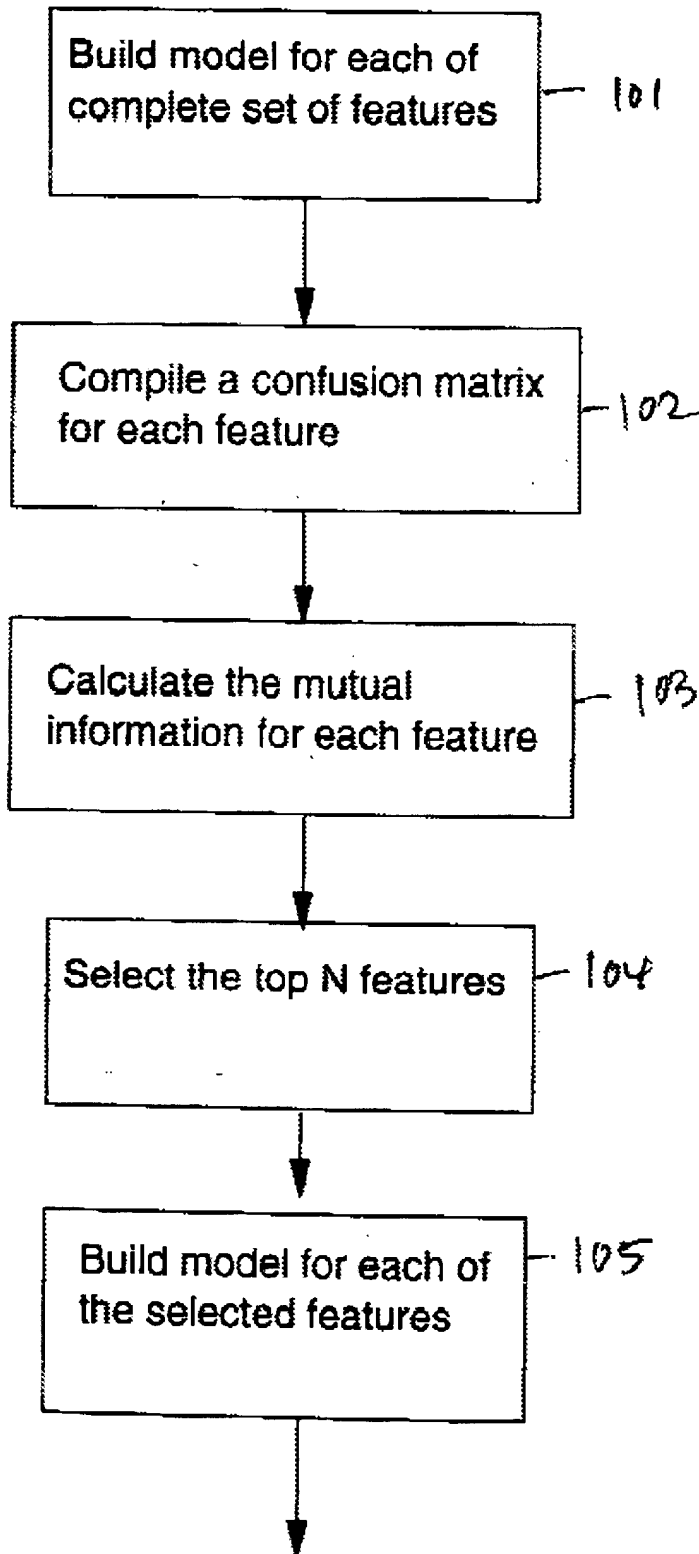 Build model for each of
complete set of features
101
Compile a confusion matrix
for each feature
102
Calculate the mutual
information for each feature
103
Select the top N features
104
Build model for each of
the selected features
105